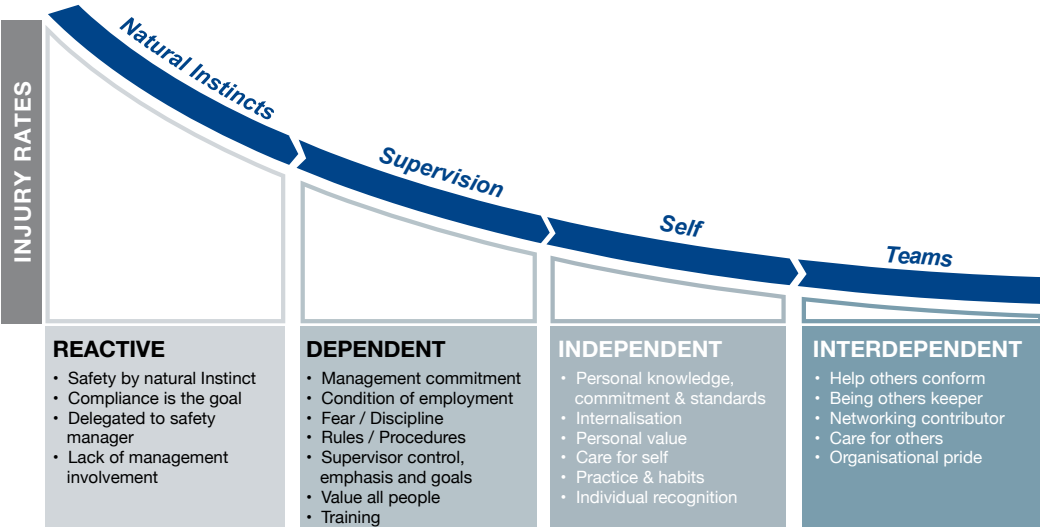 INJURY RATES
Natural Instincts
Supervision
Self
Teams
REACTIVE
• Safety by natural Instinct
• Compliance is the goal
• Delegated to safety
manager
• Lack of management
involvement
DEPENDENT
• Management commitment
• Condition of employment
• Fear / Discipline
• Rules / Procedures
• Supervisor control,
emphasis and goals
• Value all people
• Training
INDEPENDENT
• Personal knowledge,
commitment & standards
• Internalisation
• Personal value
• Care for self
• Practice & habits
• Individual recognition
INTERDEPENDENT
• Help others conform
• Being others keeper
• Networking contributor
• Care for others
• Organisational pride